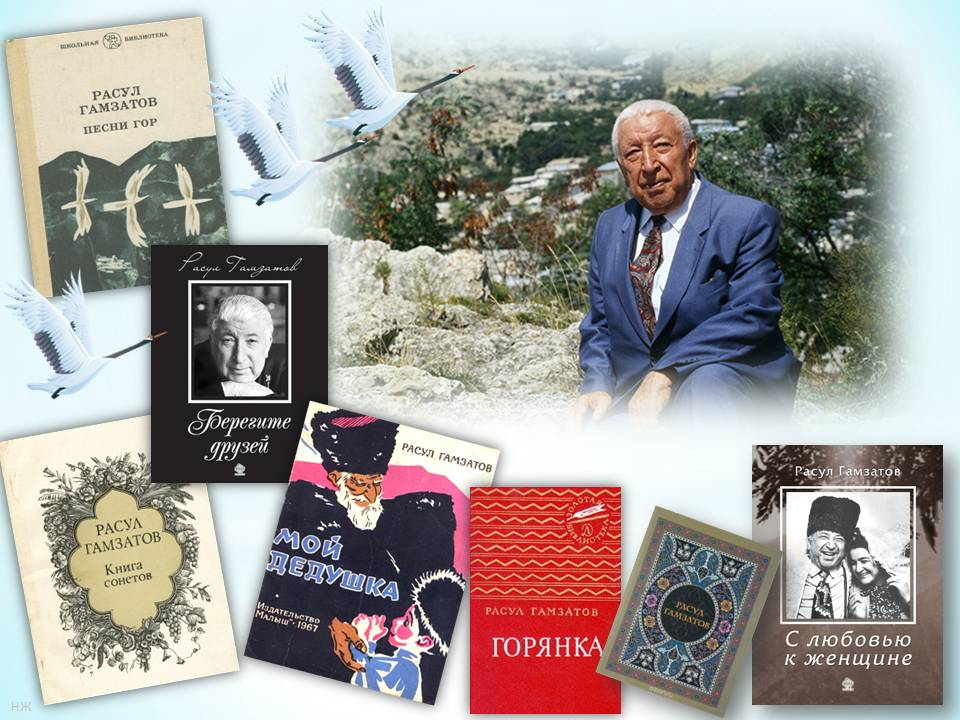 ШКОЛЬНАЯ БИБЛИОТЕКА
РАСУЛ
ГАМЗАТОВ
ПЕСНИ ГОР
Расул Гамзатов
Берегите
друзей
РАСУЛ
ГАМЗАТОВ
Книга
сонетов
РАСУЛ ГАМЗАТОВ
МОЙ
ДЕДУШКА
Издательство
"Малыш"•1967
ЗОЛОТАЯ
БИБЛИОТЕКА
РАСУЛ ГАМЗАТОВ
ГОРЯНКА
РАСУЛ
ГАМЗАТОВ
Расул Гамзатов
С любовью
к женщине
НЖ